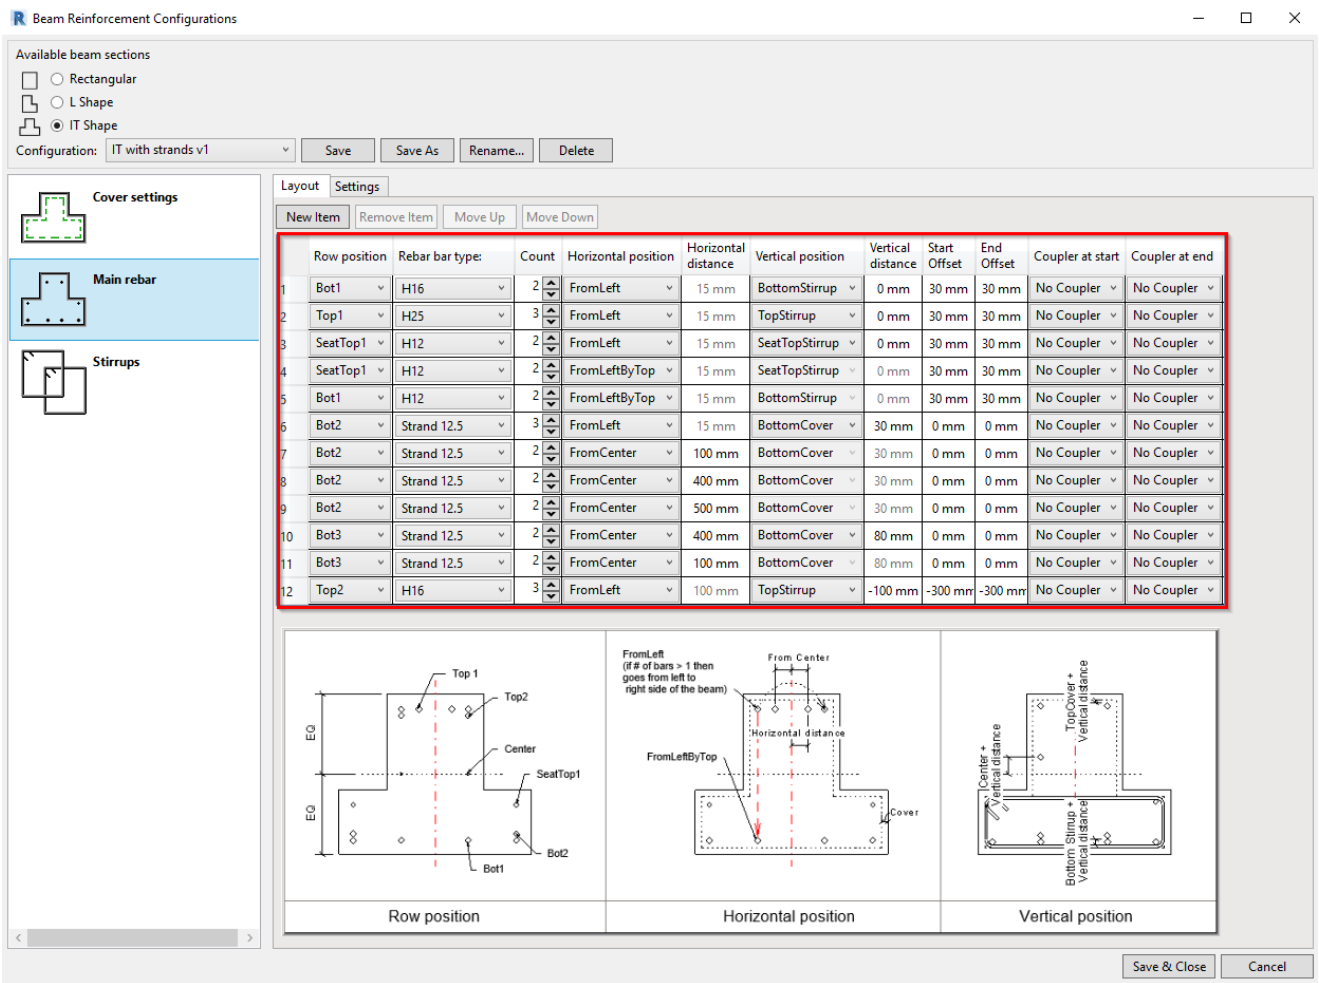 Beam Reinforcement Configurations
Available beam sections
Rectangular
L Shape
IT Shape
Configuration: IT with strands v1 Save Save As Rename... Delete
Cover settings
Main rebar
Stirrups
Layout Settings
New Item Remove Item Move Up Move Down
Row position Rebar bar type: Count Horizontal position Horizontal distance Vertical position Vertical distance Start Offset End Offset Coupler at start Coupler at end
1 Bot1 H16 2 FromLeft 15 mm BottomStirrup 0 mm 30 mm 30 mm No Coupler No Coupler
2 Top1 H25 3 FromLeft 15 mm TopStirrup 0 mm 30 mm 30 mm No Coupler No Coupler
3 SeatTop1 H12 2 FromLeft 15 mm SeatTopStirrup 0 mm 30 mm 30 mm No Coupler No Coupler
4 SeatTop1 H12 2 FromLeftByTop 15 mm SeatTopStirrup 0 mm 30 mm 30 mm No Coupler No Coupler
5 Bot1 H12 2 FromLeftByTop 15 mm BottomStirrup 0 mm 30 mm 30 mm No Coupler No Coupler
6 Bot2 Strand 12.5 3 FromLeft 15 mm BottomCover 30 mm 0 mm 0 mm No Coupler No Coupler
7 Bot2 Strand 12.5 2 FromCenter 100 mm BottomCover 30 mm 0 mm 0 mm No Coupler No Coupler
8 Bot2 Strand 12.5 2 FromCenter 400 mm BottomCover 30 mm 0 mm 0 mm No Coupler No Coupler
9 Bot2 Strand 12.5 2 FromCenter 500 mm BottomCover 30 mm 0 mm 0 mm No Coupler No Coupler
10 Bot3 Strand 12.5 2 FromCenter 400 mm BottomCover 80 mm 0 mm 0 mm No Coupler No Coupler
11 Bot3 Strand 12.5 2 FromCenter 100 mm BottomCover 80 mm 0 mm 0 mm No Coupler No Coupler
12 Top2 H16 3 FromLeft 100 mm TopStirrup -100 mm -300 mm -300 mm No Coupler No Coupler
Top 1
Top2
EQ
Center
SeatTop1
EQ
Bot2
Bot1
Row position
FromLeft
(if # of bars > 1 then
goes from left to
right side of the beam)
From Center
Horizontal distance
FromLeftByTop
Cover
Horizontal position
TopCover +
Vertical distance
Center +
Vertical distance
Bottom Stirrup +
Vertical distance
Vertical position
Save & Close Cancel